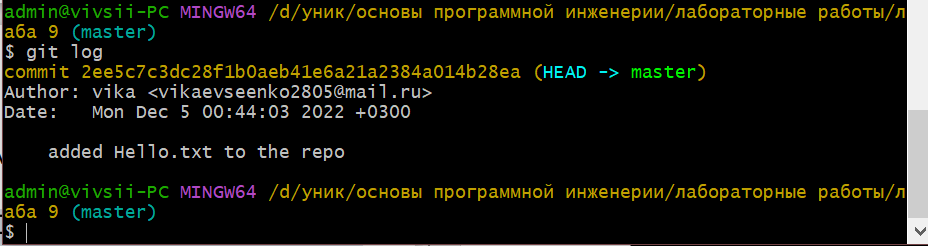 admin@vivsii-PC MINGW64 /d/уник/основы программной инженерии/лабораторные работы/л
аба 9 (master)
$ git log
commit 2ee5c7c3dc28f1b0aeb41e6a21a2384a014b28ea (HEAD -> master)
Author: vika <vikaevseenko2805@mail.ru>
Date:   Mon Dec 5 00:44:03 2022 +0300

    added Hello.txt to the repo

admin@vivsii-PC MINGW64 /d/уник/основы программной инженерии/лабораторные работы/л
аба 9 (master)
$